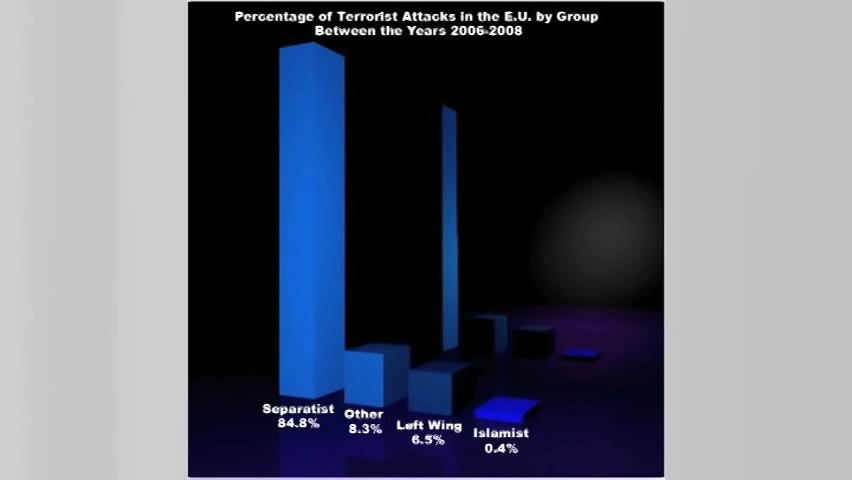 Percentage of Terrorist Attacks in the E.U. by Group
Between the Years 2006-2008
Separatist
84.8%
Other
8.3%
Left Wing
6.5%
Islamist
0.4%